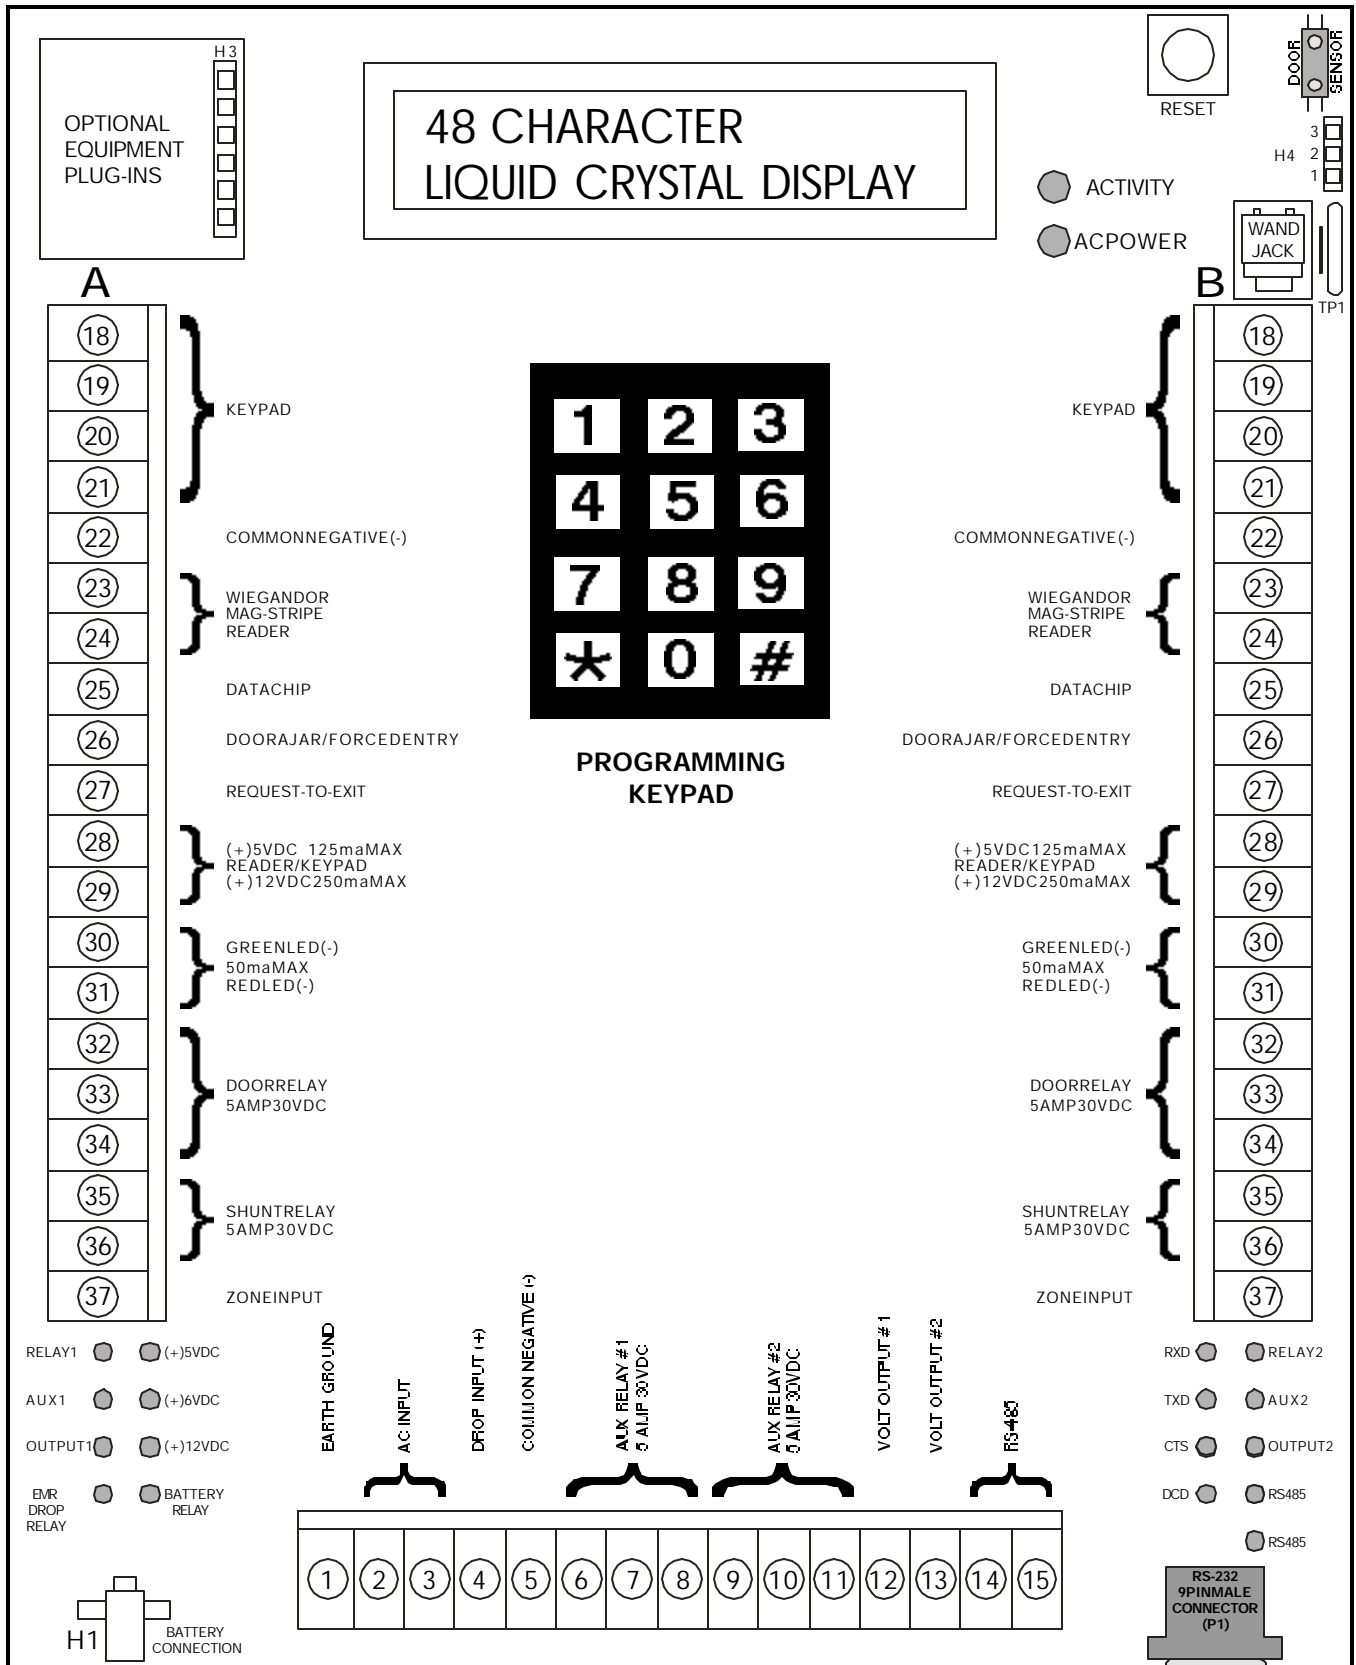 H3
OPTIONAL
EQUIPMENT
PLUG-INS
48 CHARACTER
LIQUID CRYSTAL DISPLAY
RESET
DOOR
SENSOR
H4
3
2
1
ACTIVITY
ACPOWER
WAND
JACK
TP1
A
18
19
20
21
22
23
24
25
26
27
28
29
30
31
32
33
34
35
36
37
KEYPAD
COMMONNEGATIVE(-)
WIEGANDOR
MAG-STRIPE
READER
DATACHIP
DOORAJAR/FORCEDENTRY
REQUEST-TO-EXIT
(+)5VDC 125maMAX
READER/KEYPAD
(+)12VDC250maMAX
GREENLED(-)
50maMAX
REDLED(-)
DOORRELAY
5AMP30VDC
SHUNTRELAY
5AMP30VDC
ZONEINPUT
1 2 3
4 5 6
7 8 9
* 0 #
PROGRAMMING
KEYPAD
B
KEYPAD
COMMONNEGATIVE(-)
WIEGANDOR
MAG-STRIPE
READER
DATACHIP
DOORAJAR/FORCEDENTRY
REQUEST-TO-EXIT
(+)5VDC125maMAX
READER/KEYPAD
(+)12VDC250maMAX
GREENLED(-)
50maMAX
REDLED(-)
DOORRELAY
5AMP30VDC
SHUNTRELAY
5AMP30VDC
ZONEINPUT
18
19
20
21
22
23
24
25
26
27
28
29
30
31
32
33
34
35
36
37
RELAY1
(+)5VDC
AUX1
(+)6VDC
OUTPUT1
(+)12VDC
EMR
DROP
RELAY
BATTERY
RELAY
H1
BATTERY
CONNECTION
EARTH GROUND
AC INPUT
DROP INPUT (+)
COMMON NEGATIVE (-)
AUX RELAY #1
5 AMP 30VDC
AUX RELAY #2
5 AMP 30VDC
VOLT OUTPUT # 1
VOLT OUTPUT #2
RS-485
1 2 3 4 5 6 7 8 9 10 11 12 13 14 15
RXD
RELAY2
TXD
AUX2
CTS
OUTPUT2
DCD
RS485
RS485
RS-232
9PINMALE
CONNECTOR
(P1)